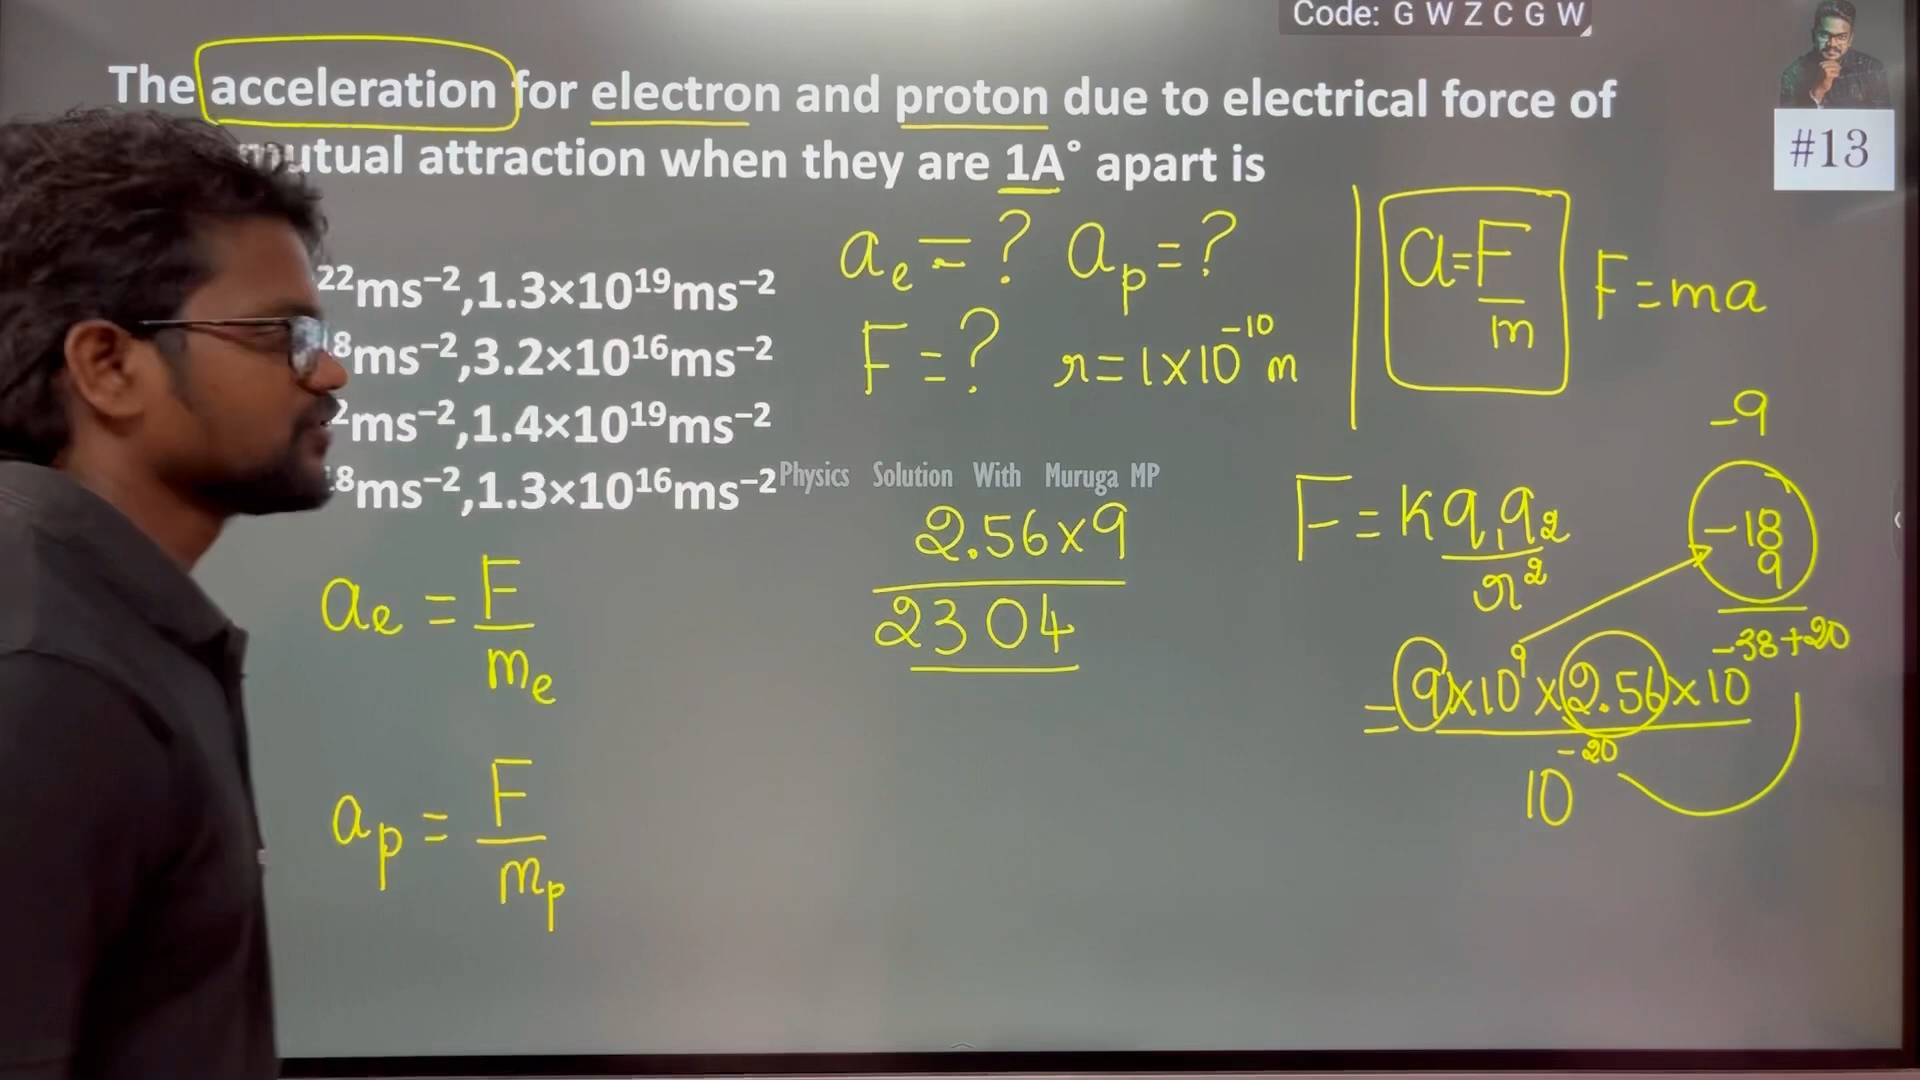 Code: G W Z C G W
The acceleration for electron and proton due to electrical force of
mutual attraction when they are 1A° apart is
#13
²²ms⁻²,1.3×10¹⁹ms⁻²
¹⁸ms⁻²,3.2×10¹⁶ms⁻²
²ms⁻²,1.4×10¹⁹ms⁻²
¹⁸ms⁻²,1.3×10¹⁶ms⁻²
aₑ = ? aₚ = ?
F = ? r = 1×10⁻¹⁰ m
a = F/m
F = ma
Physics Solution With Muruga MP
2.56×9
2304
-9
-18
9
F = Kq₁q₂/r²
= 9×10⁹×2.56×10⁻³⁸⁺²⁰
10⁻²⁰
aₑ = F/mₑ
aₚ = F/mₚ